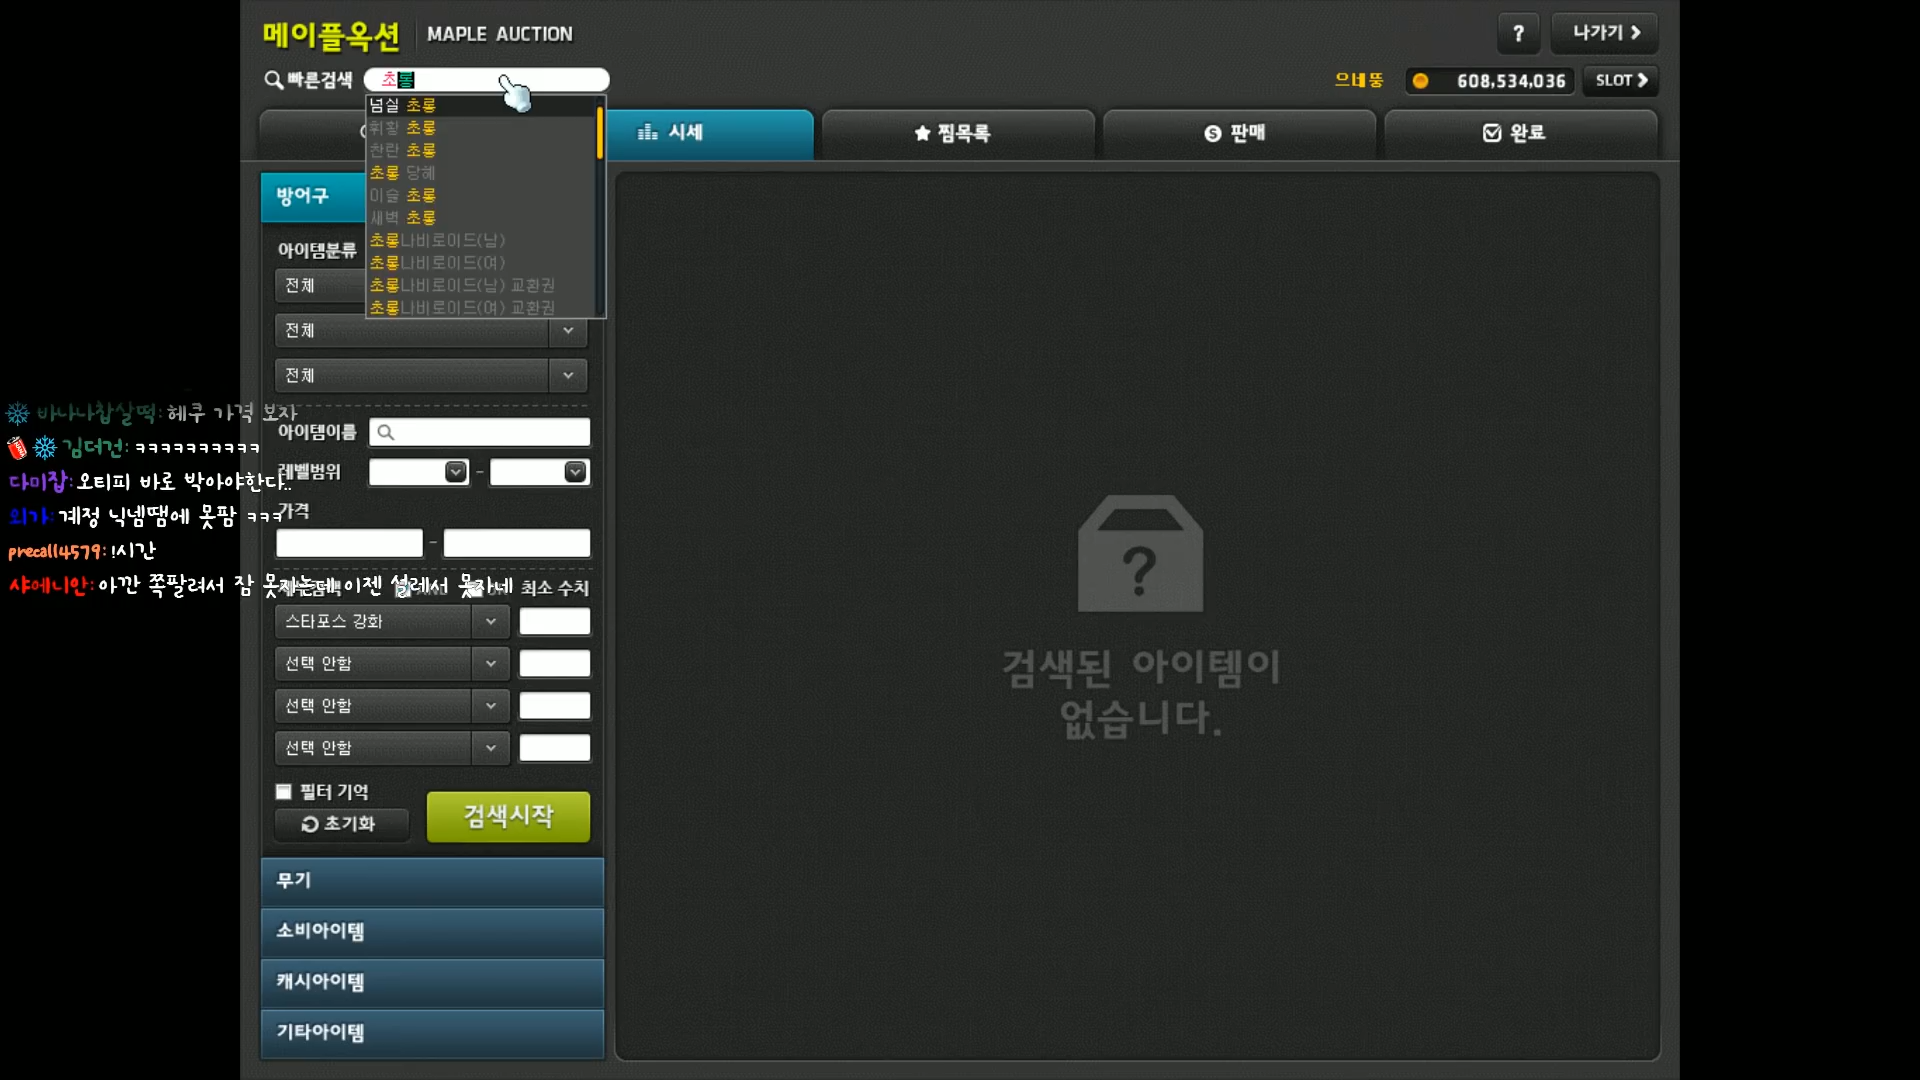 메이플옥션 MAPLE AUCTION
? 나가기
빠른검색 초롱
으네뚱 608,534,036 SLOT
넘실 초롱
휘황 초롱
찬란 초롱
초롱 당혜
이슬 초롱
새벽 초롱
초롱나비로이드(남)
초롱나비로이드(여)
초롱나비로이드(남) 교환권
초롱나비로이드(여) 교환권
시세
찜목록
판매
완료
방어구
아이템분류
전체
전체
전체
아이템이름
레벨범위 -
가격
-
최소 수치
스타포스 강화
선택 안함
선택 안함
선택 안함
필터 기억
초기화
검색시작
무기
소비아이템
캐시아이템
기타아이템
검색된 아이템이
없습니다.
바나나찹살떡: 헤쿠 가격 보자
김더건: ㅋㅋㅋㅋㅋㅋㅋㅋㅋㅋ
다미잡: 오티피 바로 박아야한다..
외가: 계정 닉넴땜에 못팜 ㅋㅋㅋ
precall4579: !시간
샤에니안: 아깐 쪽팔려서 잠 못자는데 이젠 설레서 못자네